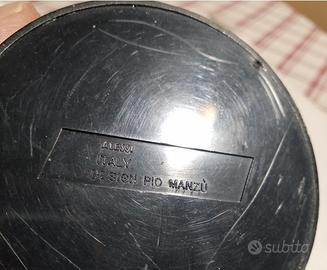 ALESSI
ITALY
DESIGN PIO MANZÙ
subito